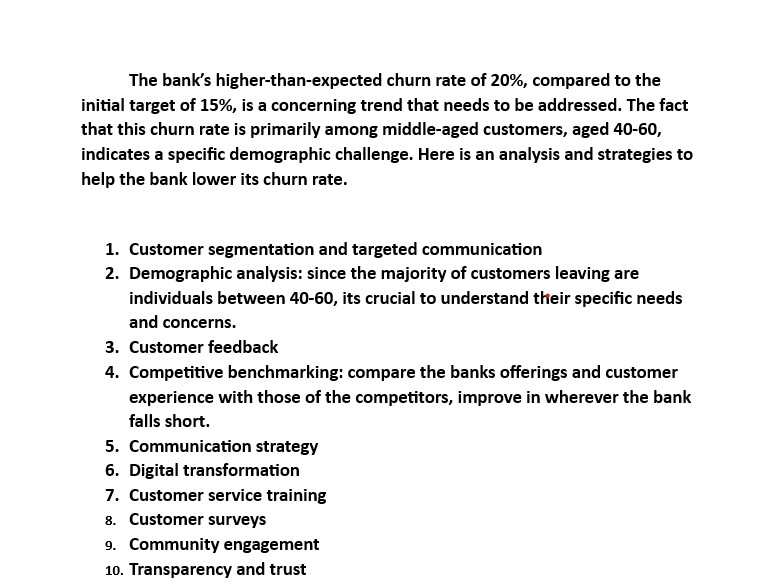 The bank’s higher-than-expected churn rate of 20%, compared to the
initial target of 15%, is a concerning trend that needs to be addressed. The fact
that this churn rate is primarily among middle-aged customers, aged 40-60,
indicates a specific demographic challenge. Here is an analysis and strategies to
help the bank lower its churn rate.
1. Customer segmentation and targeted communication
2. Demographic analysis: since the majority of customers leaving are
individuals between 40-60, its crucial to understand their specific needs
and concerns.
3. Customer feedback
4. Competitive benchmarking: compare the banks offerings and customer
experience with those of the competitors, improve in wherever the bank
falls short.
5. Communication strategy
6. Digital transformation
7. Customer service training
8. Customer surveys
9. Community engagement
10. Transparency and trust